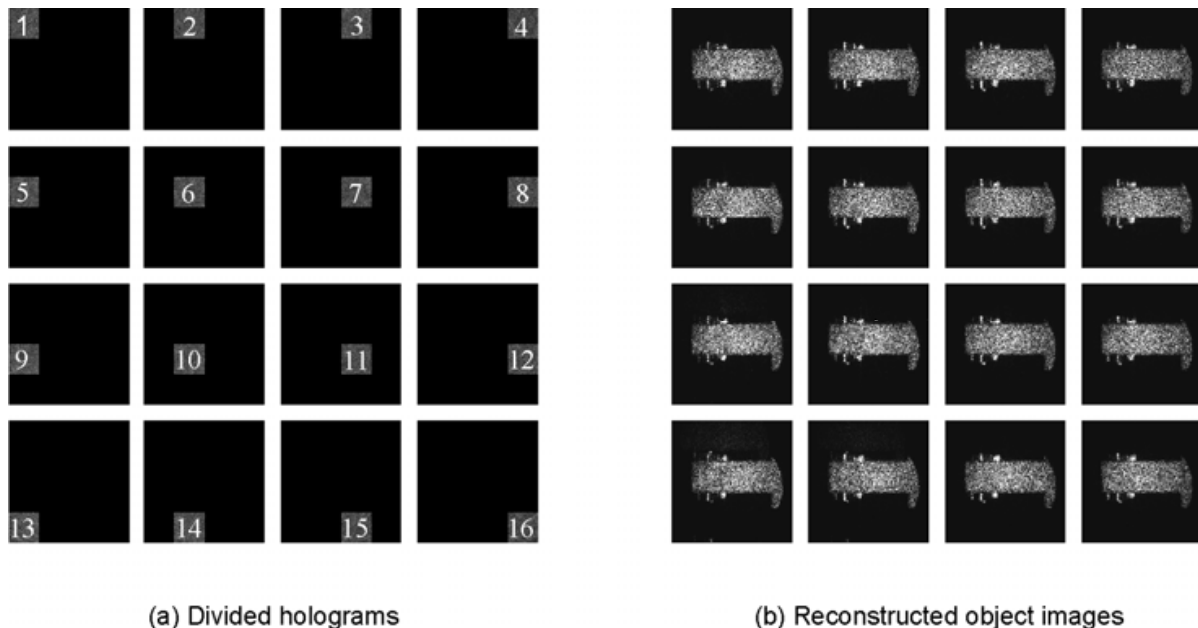 1 2 3 4
5 6 7 8
9 10 11 12
13 14 15 16
(a) Divided holograms (b) Reconstructed object images